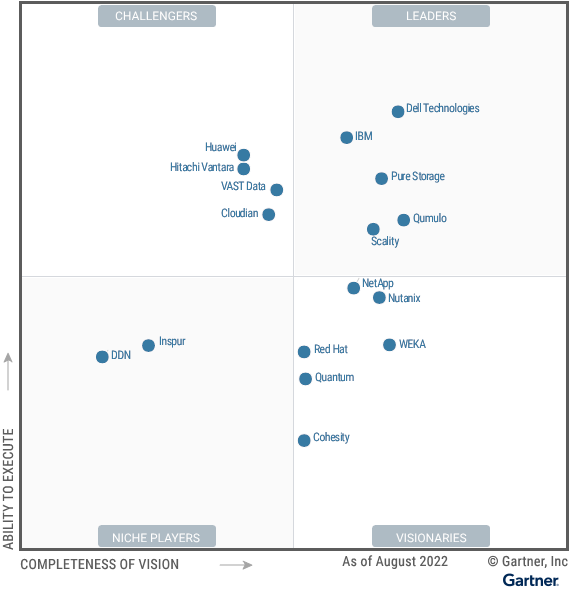 CHALLENGERS
LEADERS
Dell Technologies
IBM
Huawei
Hitachi Vantara
Pure Storage
VAST Data
Cloudian
Qumulo
Scality
NetApp
Nutanix
Inspur
DDN
Red Hat
WEKA
Quantum
Cohesity
NICHE PLAYERS
VISIONARIES
ABILITY TO EXECUTE
COMPLETENESS OF VISION
As of August 2022
© Gartner, Inc
Gartner